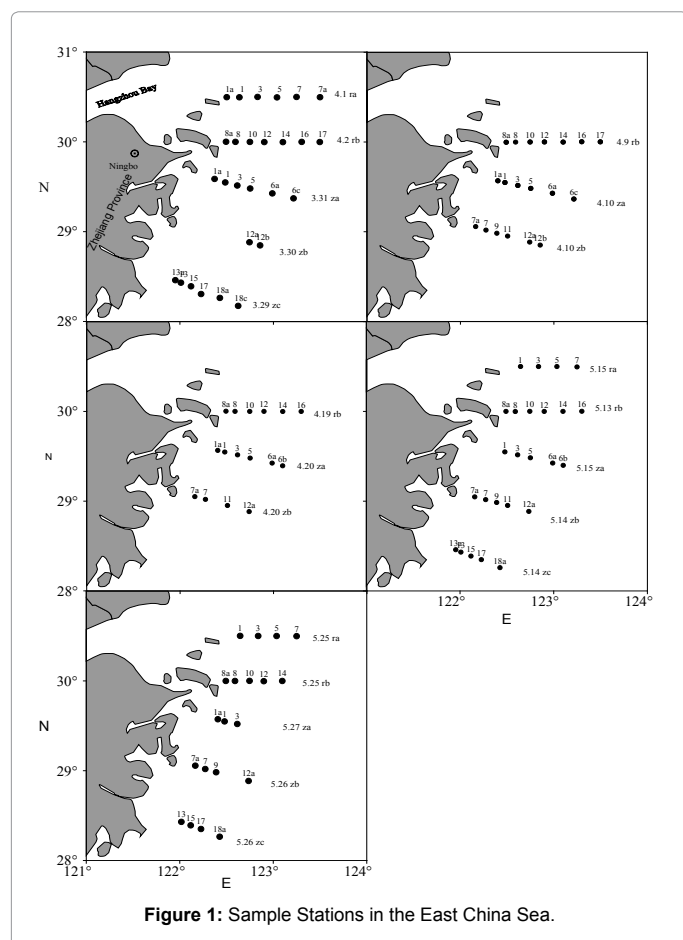 31°
1a 1 3 5 7 7a 4.1 ra
Hangzhou Bay
30°
8a 8 10 12 14 16 17 4.2 rb
Ningbo
N
Zhejiang Province
1a 1 3 5 6a 6c 3.31 za
29°
12a 12b 3.30 zb
13a 13 15 17 18a 18c 3.29 zc
28°
8a 8 10 12 14 16 17 4.9 rb
1a 1 3 5 6a 6c 4.10 za
7a 7 9 11 12a 12b 4.10 zb
30°
8a 8 10 12 14 16 4.19 rb
N
1a 1 3 5 6a 6b 4.20 za
29°
7a 7 11 12a 4.20 zb
28°
1 3 5 7 5.15 ra
8a 8 10 12 14 16 5.13 rb
1 3 5 6a 6b 5.15 za
7a 7 9 11 12a 5.14 zb
13a 13 15 17 18a 5.14 zc
122° 123° 124°
E
1 3 5 7 5.25 ra
30°
8a 8 10 12 14 5.25 rb
N
1a 1 3 5.27 za
29°
7a 7 9 12a 5.26 zb
13 15 17 18a 5.26 zc
28°
121° 122° 123° 124°
E
Figure 1: Sample Stations in the East China Sea.